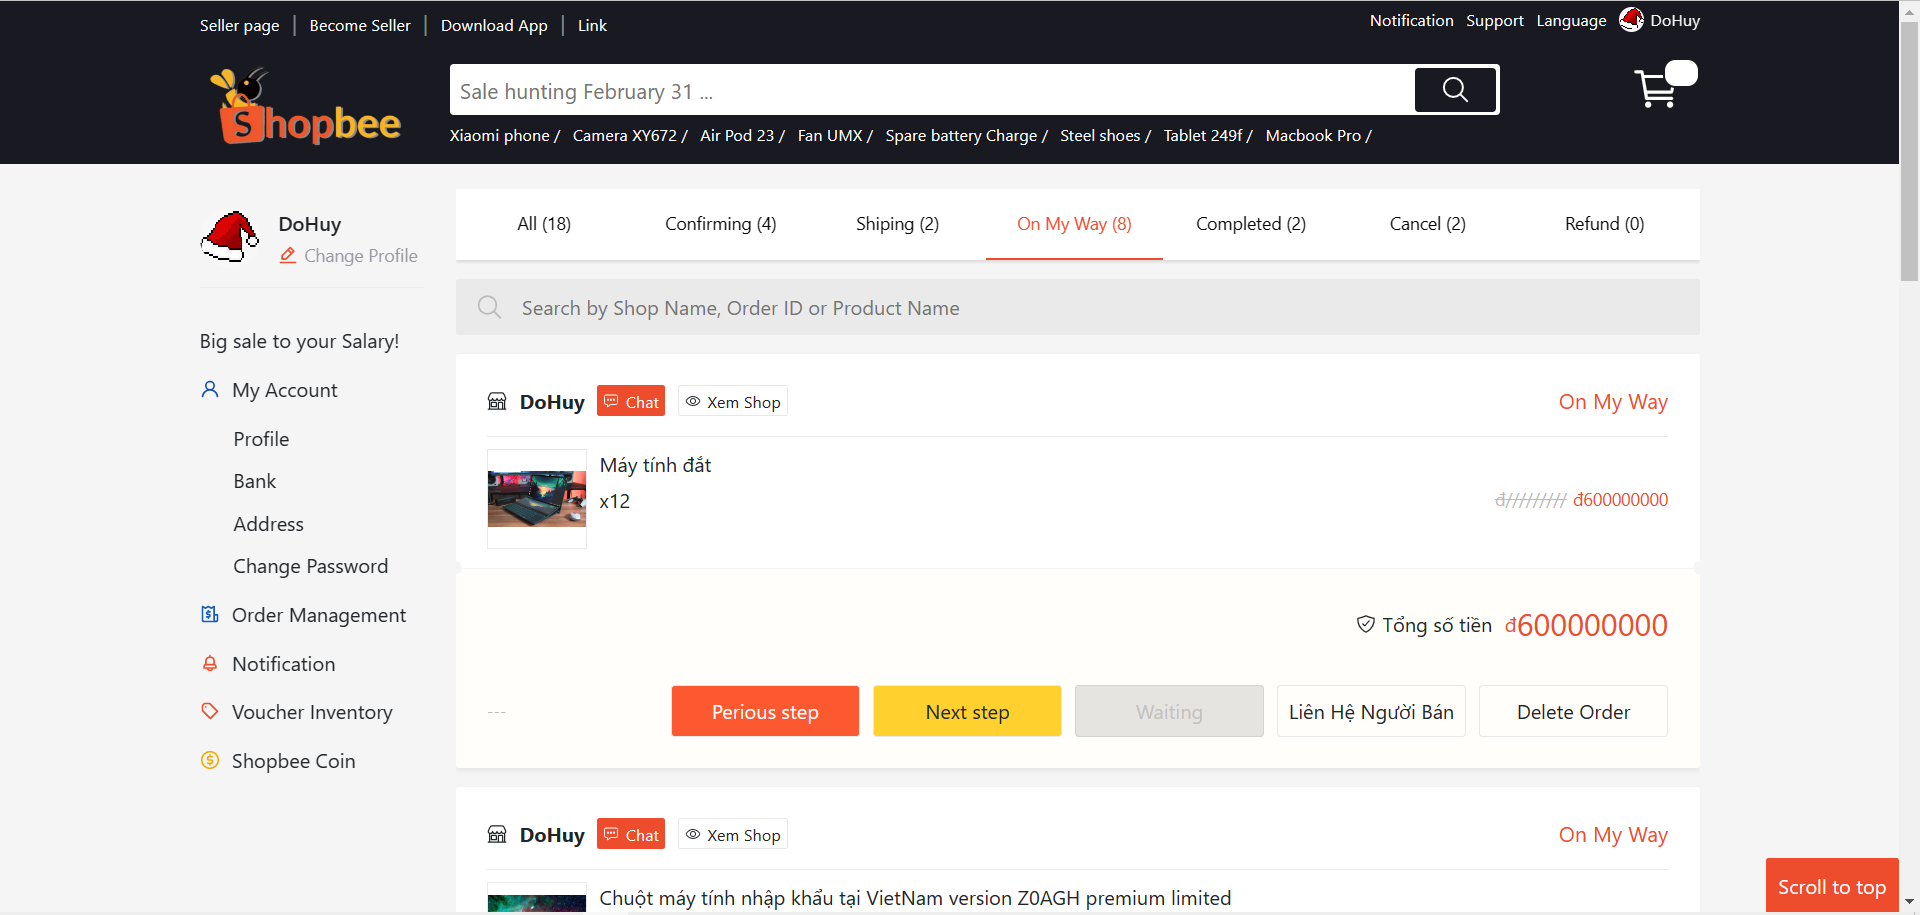 Seller page | Become Seller | Download App | Link
Notification Support Language DoHuy
Shopbee
Sale hunting February 31 ...
Xiaomi phone / Camera XY672 / Air Pod 23 / Fan UMX / Spare battery Charge / Steel shoes / Tablet 249f / Macbook Pro /
DoHuy
Change Profile
Big sale to your Salary!
My Account
Profile
Bank
Address
Change Password
Order Management
Notification
Voucher Inventory
Shopbee Coin
All (18) Confirming (4) Shiping (2) On My Way (8) Completed (2) Cancel (2) Refund (0)
Search by Shop Name, Order ID or Product Name
DoHuy Chat Xem Shop On My Way
Máy tính đắt
x12 đ///////// đ600000000
Tổng số tiền đ600000000
--- Perious step Next step Waiting Liên Hệ Người Bán Delete Order
DoHuy Chat Xem Shop On My Way
Chuột máy tính nhập khẩu tại VietNam version Z0AGH premium limited
Scroll to top